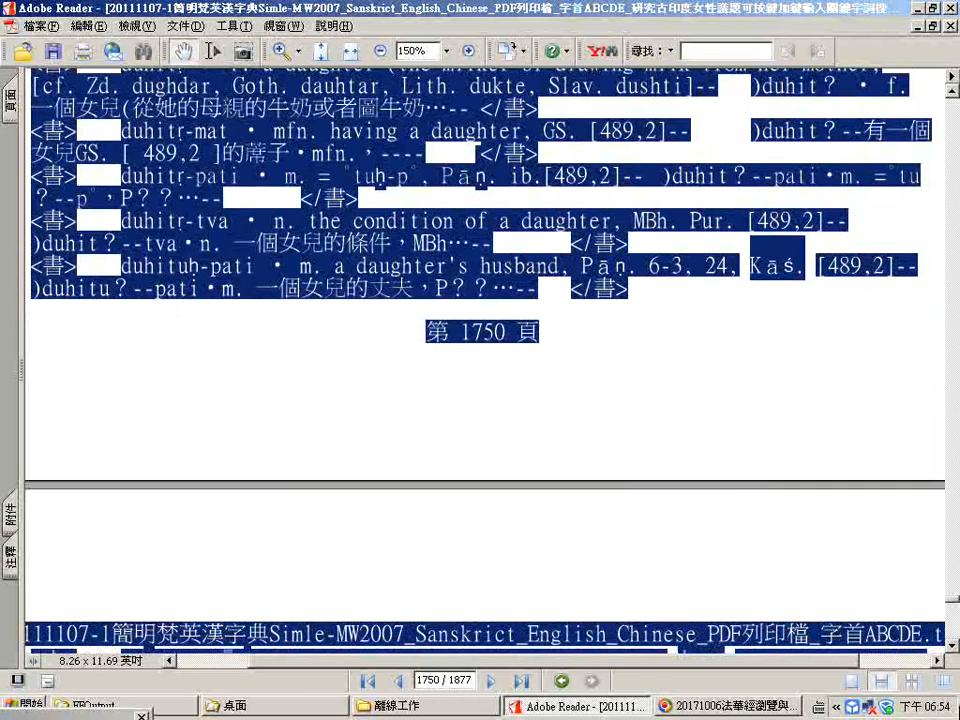 Adobe Reader - [20111107-1簡明梵英漢字典Simle-MW2007_Sanskrict_English_Chinese_PDF列印檔_字首ABCDE_研究古印度女性議題可按鍵加鍵輸入關鍵字詞後
檔案(F) 編輯(E) 檢視(V) 文件(D) 工具(T) 視窗(W) 說明(H)
150% 尋找：
頁面
[cf. Zd. dughdar, Goth. dauhtar, Lith. dukte, Slav. dushti]-- )duhit？ · f.
一個女兒(從她的母親的牛奶或者圖牛奶…-- </書>
<書> duhitṛ-mat · mfn. having a daughter, GS. [489,2]-- )duhit？--有一個
女兒GS. [ 489,2 ]的蓆子·mfn.，---- </書>
<書> duhitṛ-pati · m. = °tuḥ-p°, Pāṇ. ib.[489,2]-- )duhit？--pati·m. =°tu
？--p°，P？？…-- </書>
<書> duhitṛ-tva · n. the condition of a daughter, MBh. Pur. [489,2]--
)duhit？--tva·n. 一個女兒的條件，MBh…-- </書>
<書> duhituḥ-pati · m. a daughter's husband, Pāṇ. 6-3, 24, Kāś. [489,2]--
)duhitu？--pati·m. 一個女兒的丈夫，P？？…-- </書>
第 1750 頁
附件
注釋
111107-1簡明梵英漢字典Simle-MW2007_Sanskrict_English_Chinese_PDF列印檔_字首ABCDE.t
8.26 x 11.69 英吋
1750 / 1877
開始 FFOutput 桌面 離線工作 Adobe Reader - [201111... 20171006法華經瀏覽與... 下午 06:54